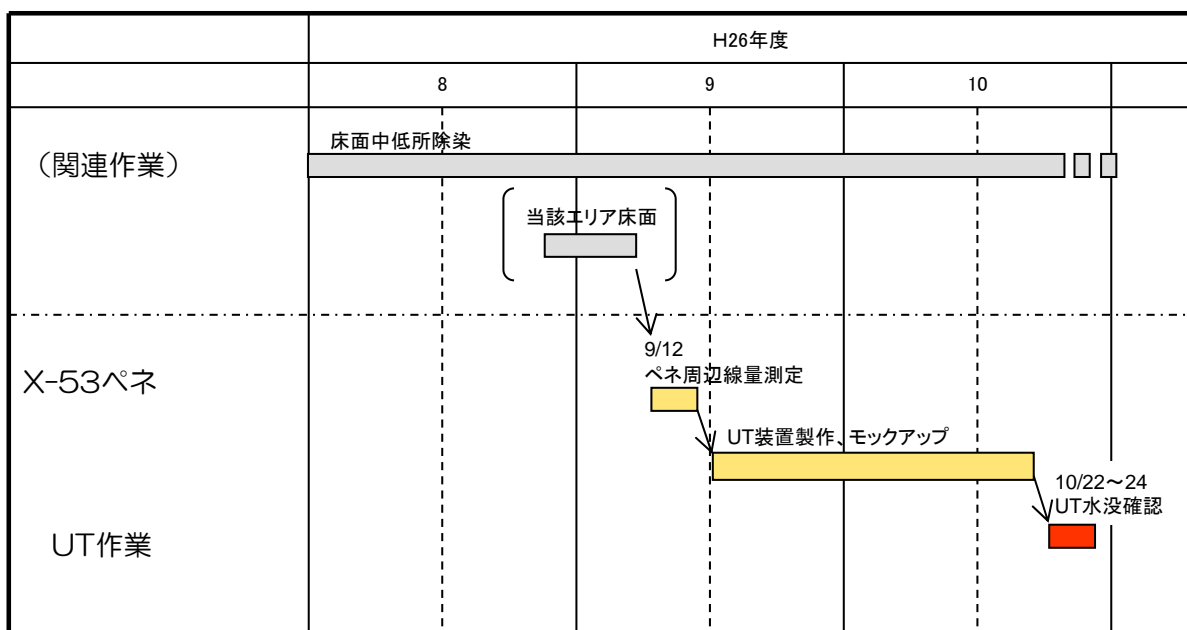 H26年度
8
9
10
床面中低所除染
（関連作業）
当該エリア床面
9/12
ペネ周辺線量測定
X-53ペネ
UT装置製作、モックアップ
10/22～24
UT水没確認
UT作業